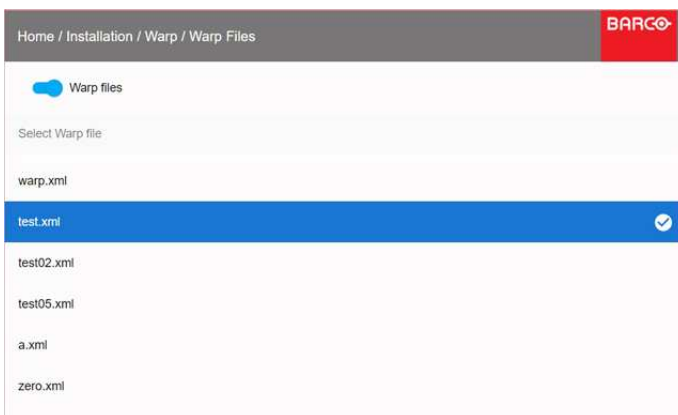 Home / Installation / Warp / Warp Files
BARCO
Warp files
Select Warp file
warp.xml
test.xml
test02.xml
test05.xml
a.xml
zero.xml